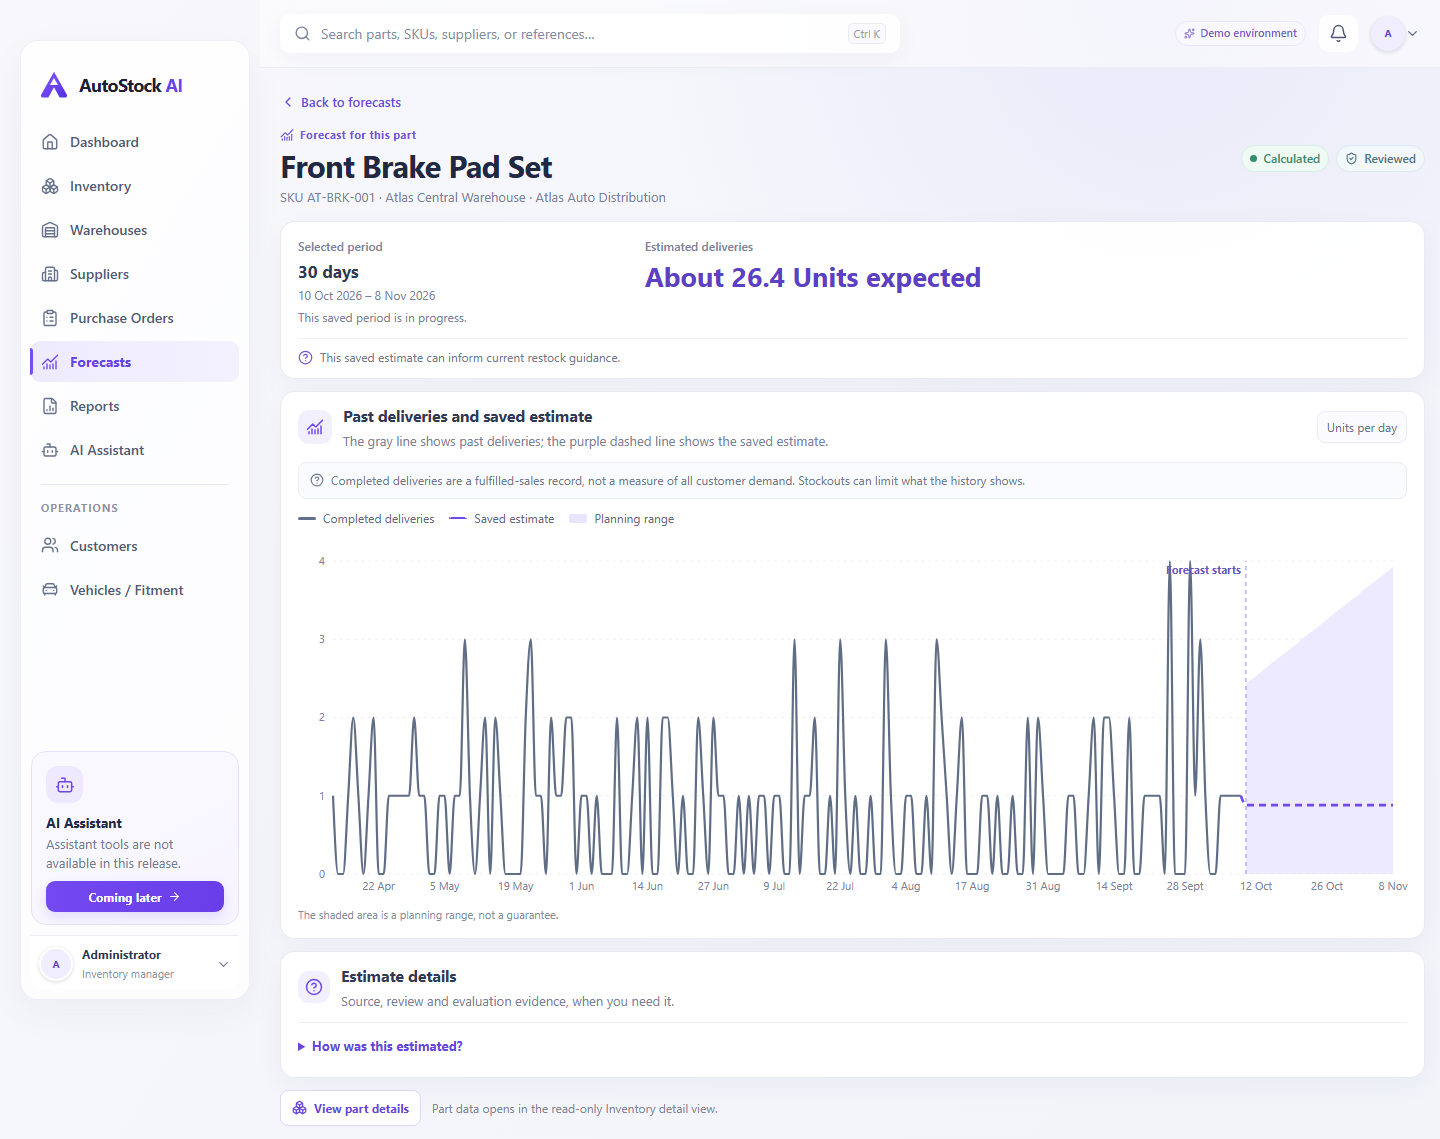 Search parts, SKUs, suppliers, or references...
Ctrl K
Demo environment
A
AutoStock AI
Dashboard
Inventory
Warehouses
Suppliers
Purchase Orders
Forecasts
Reports
AI Assistant
OPERATIONS
Customers
Vehicles / Fitment
AI Assistant
Assistant tools are not
available in this release.
Coming later →
A
Administrator
Inventory manager
Back to forecasts
Forecast for this part
Front Brake Pad Set
SKU AT-BRK-001 · Atlas Central Warehouse · Atlas Auto Distribution
Calculated
Reviewed
Selected period
30 days
10 Oct 2026 – 8 Nov 2026
This saved period is in progress.
Estimated deliveries
About 26.4 Units expected
This saved estimate can inform current restock guidance.
Past deliveries and saved estimate
The gray line shows past deliveries; the purple dashed line shows the saved estimate.
Units per day
Completed deliveries are a fulfilled-sales record, not a measure of all customer demand. Stockouts can limit what the history shows.
Completed deliveries
Saved estimate
Planning range
4
3
2
1
0
Forecast starts
22 Apr
5 May
19 May
1 Jun
14 Jun
27 Jun
9 Jul
22 Jul
4 Aug
17 Aug
31 Aug
14 Sept
28 Sept
12 Oct
26 Oct
8 Nov
The shaded area is a planning range, not a guarantee.
Estimate details
Source, review and evaluation evidence, when you need it.
How was this estimated?
View part details
Part data opens in the read-only Inventory detail view.